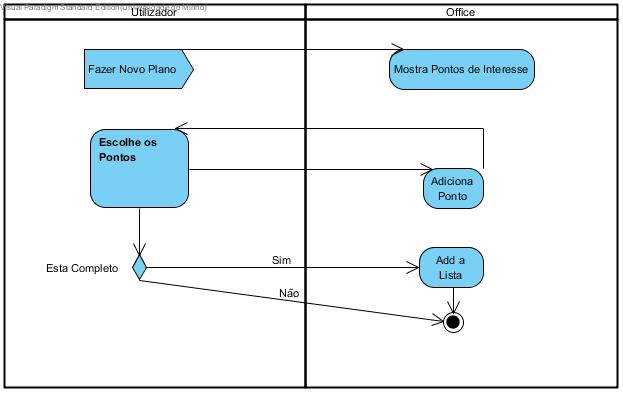 Visual Paradigm Standard Edition(Universidade do Minho)
Utilizador
Office
Fazer Novo Plano
Mostra Pontos de Interesse
Escolhe os
Pontos
Adiciona
Ponto
Esta Completo
Sim
Add a
Lista
Não